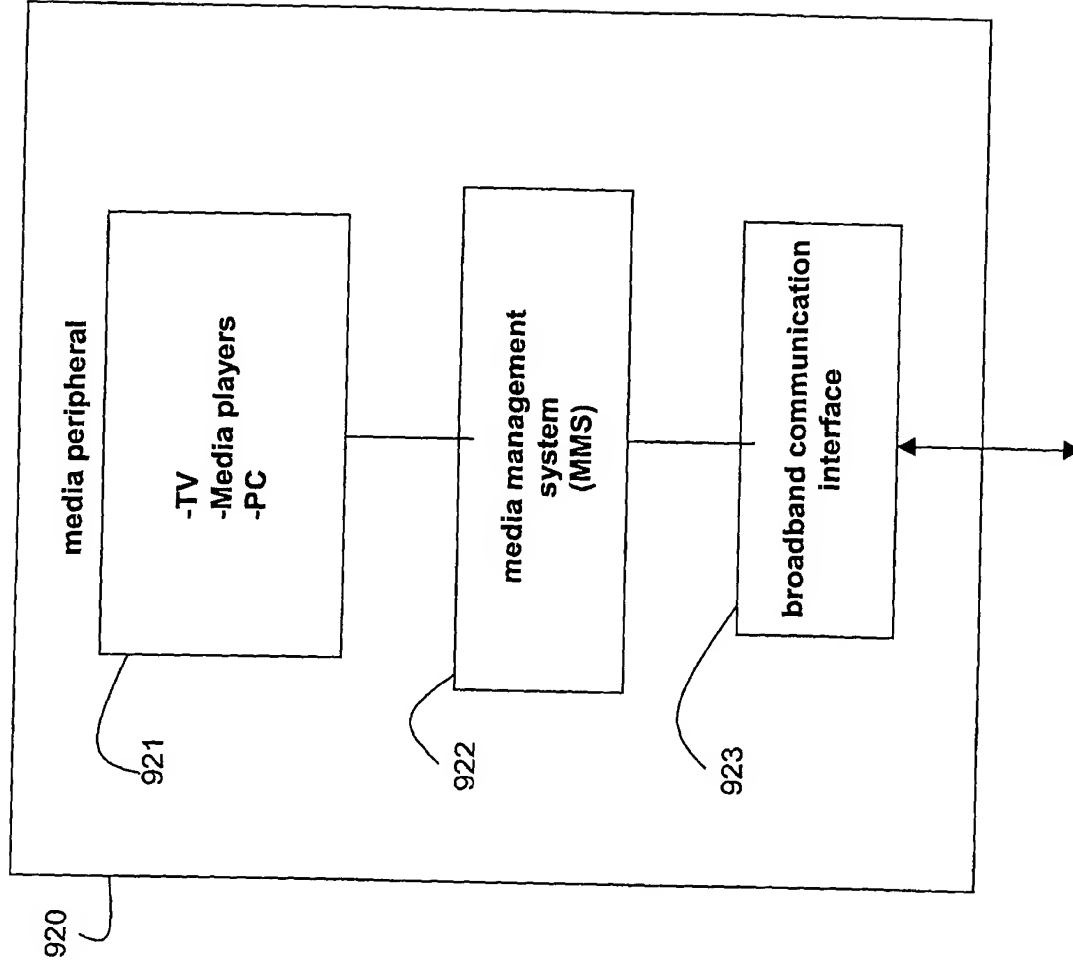 920
media peripheral
921
-TV
-Media players
-PC
922
media management
system
(MMS)
923
broadband communication
interface